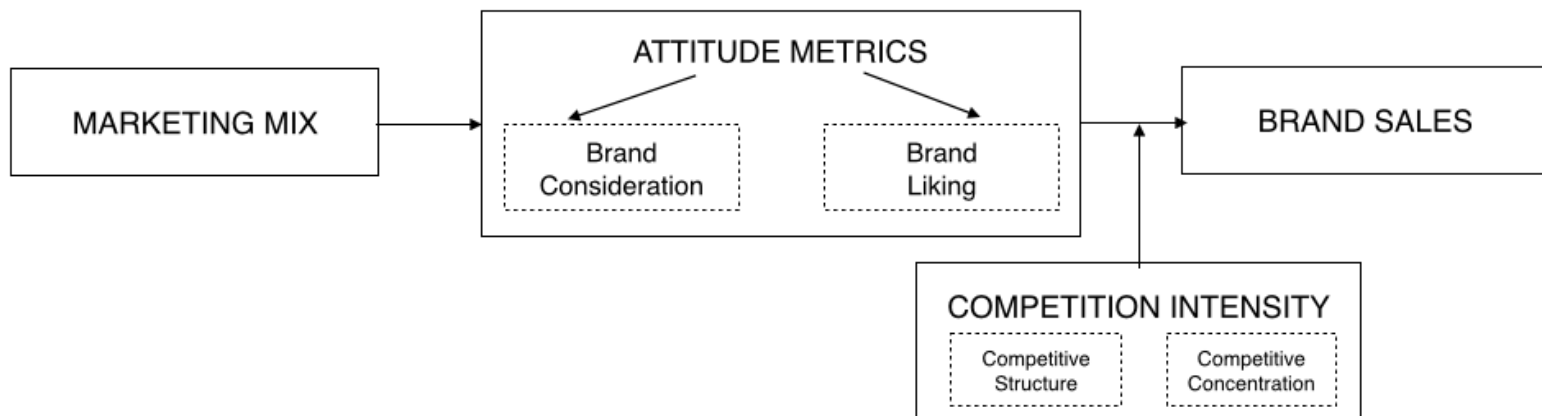 ATTITUDE METRICS
MARKETING MIX
BRAND SALES
Brand
Consideration
Brand
Liking
COMPETITION INTENSITY
Competitive
Structure
Competitive
Concentration